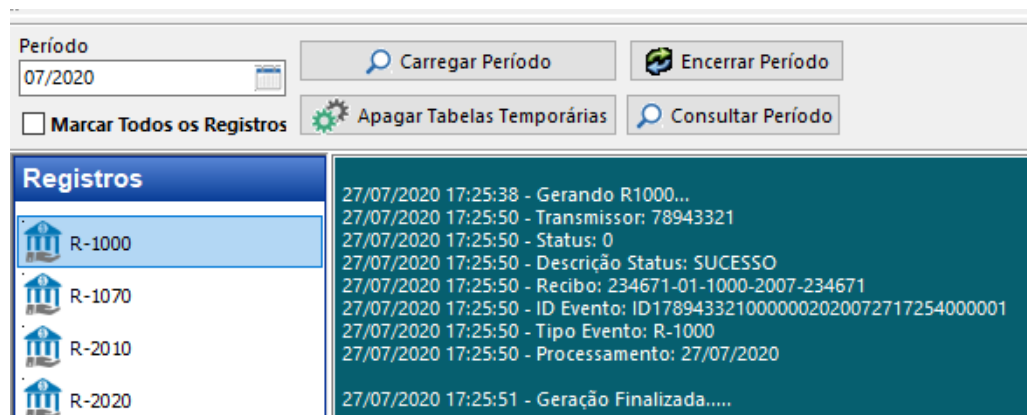 Período
07/2020
Carregar Período
Encerrar Período
Marcar Todos os Registros
Apagar Tabelas Temporárias
Consultar Período
Registros
R-1000
R-1070
R-2010
R-2020
27/07/2020 17:25:38 - Gerando R1000...
27/07/2020 17:25:50 - Transmissor: 78943321
27/07/2020 17:25:50 - Status: 0
27/07/2020 17:25:50 - Descrição Status: SUCESSO
27/07/2020 17:25:50 - Recibo: 234671-01-1000-2007-234671
27/07/2020 17:25:50 - ID Evento: ID1789433210000002020072717254000001
27/07/2020 17:25:50 - Tipo Evento: R-1000
27/07/2020 17:25:50 - Processamento: 27/07/2020
27/07/2020 17:25:51 - Geração Finalizada.....